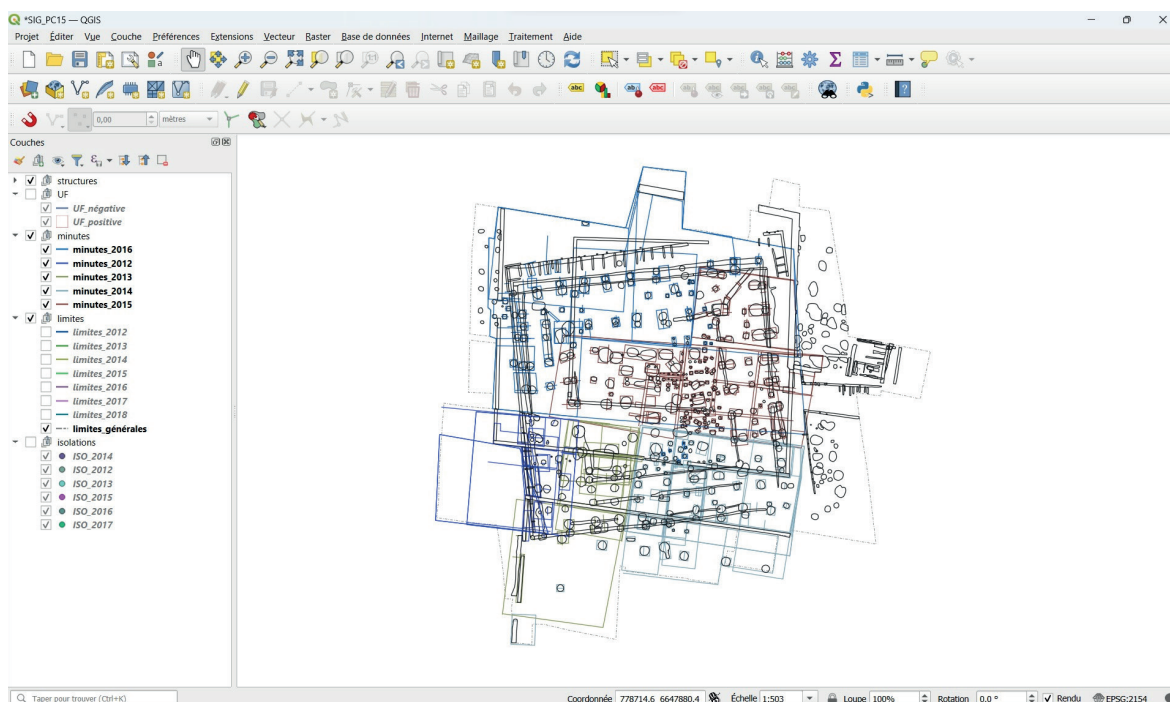 *SIG_PC15 — QGIS
Projet Éditer Vue Couche Préférences Extensions Vecteur Raster Base de données Internet Maillage Traitement Aide
abc abc abc
0,00 mètres
Couches
structures
UF
UF_négative
UF_positive
minutes
minutes_2016
minutes_2012
minutes_2013
minutes_2014
minutes_2015
limites
limites_2012
limites_2013
limites_2014
limites_2015
limites_2016
limites_2017
limites_2018
limites_générales
isolations
ISO_2014
ISO_2012
ISO_2013
ISO_2015
ISO_2016
ISO_2017
Taper pour trouver (Ctrl+K) Coordonnée 778714.6 6647880.4 Échelle 1:503 Loupe 100% Rotation 0.0 ° Rendu EPSG:2154